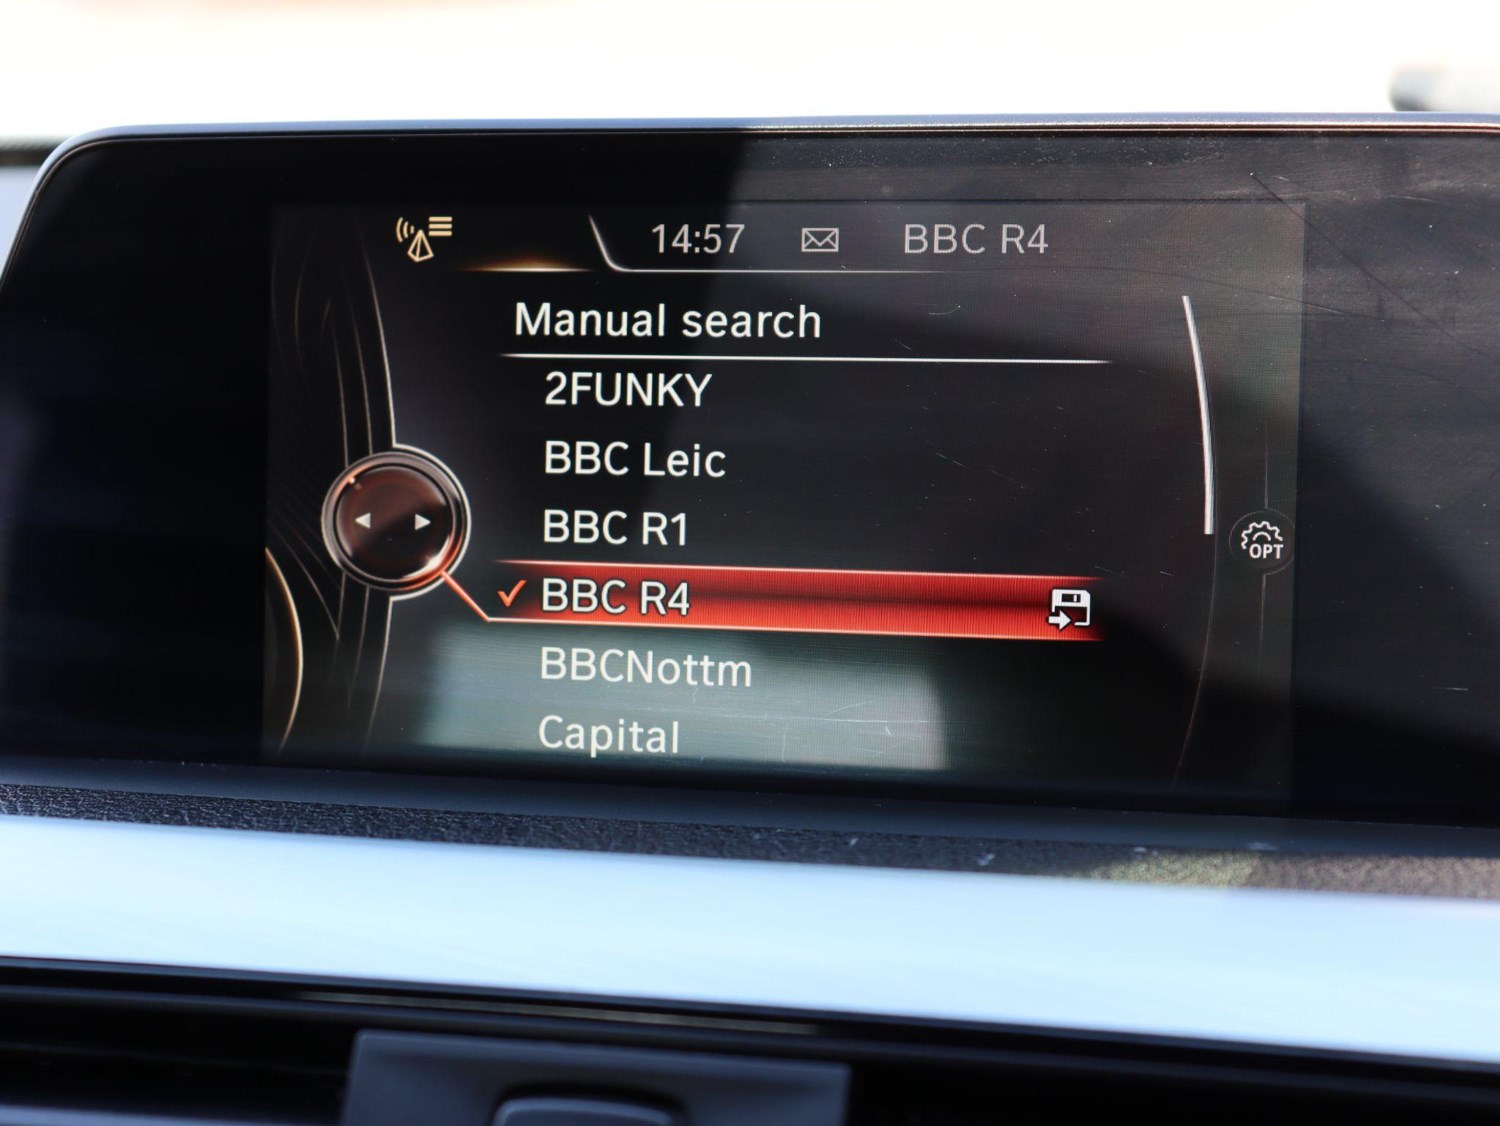 14:57 BBC R4
Manual search
2FUNKY
BBC Leic
BBC R1
BBC R4
OPT
BBCNottm
Capital